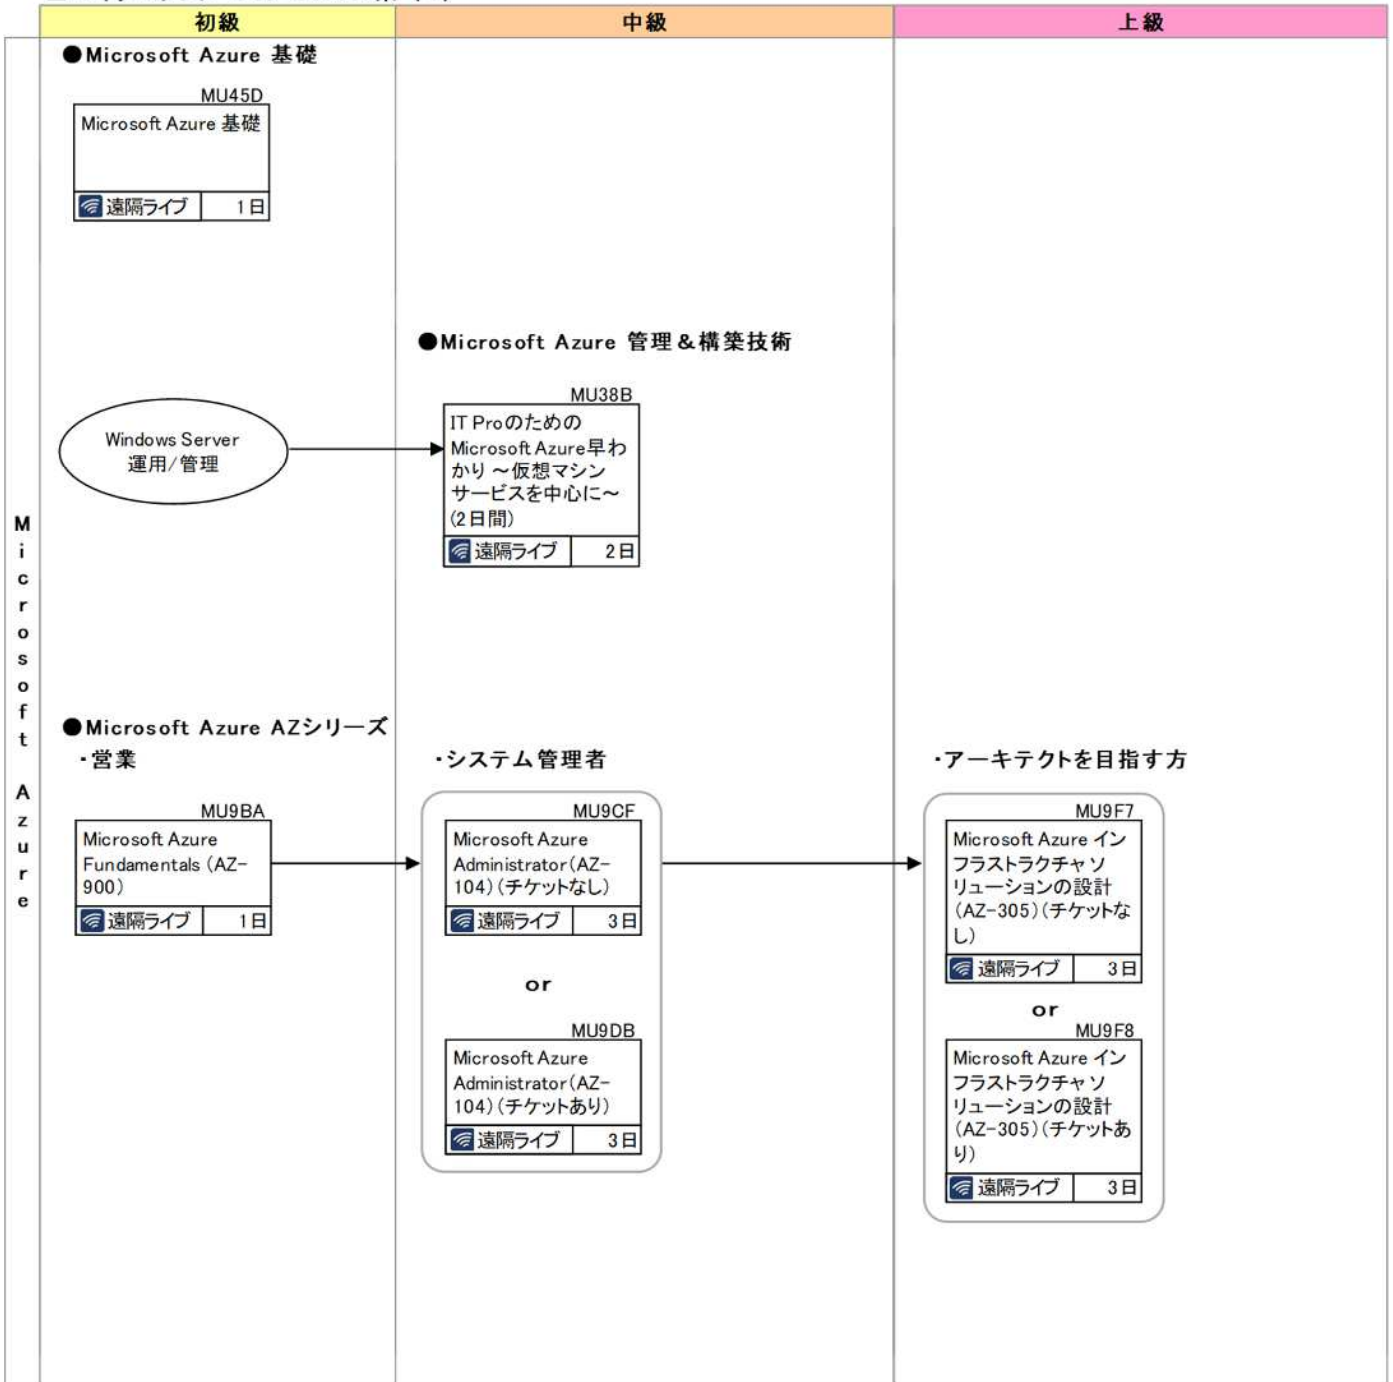 初級
中級
上級
Microsoft Azure
●Microsoft Azure 基礎
MU45D
Microsoft Azure 基礎
遠隔ライブ
1日
●Microsoft Azure 管理&構築技術
Windows Server
運用/管理
MU38B
IT Proのための
Microsoft Azure早わ
かり ～仮想マシン
サービスを中心に～
(2日間)
遠隔ライブ
2日
●Microsoft Azure AZシリーズ
・営業
MU9BA
Microsoft Azure
Fundamentals (AZ-
900)
遠隔ライブ
1日
・システム管理者
MU9CF
Microsoft Azure
Administrator(AZ-
104)(チケットなし)
遠隔ライブ
3日
or
MU9DB
Microsoft Azure
Administrator(AZ-
104)(チケットあり)
遠隔ライブ
3日
・アーキテクトを目指す方
MU9F7
Microsoft Azure イン
フラストラクチャ ソ
リューションの設計
(AZ-305)(チケットな
し)
遠隔ライブ
3日
or
MU9F8
Microsoft Azure イン
フラストラクチャ ソ
リューションの設計
(AZ-305)(チケットあ
り)
遠隔ライブ
3日